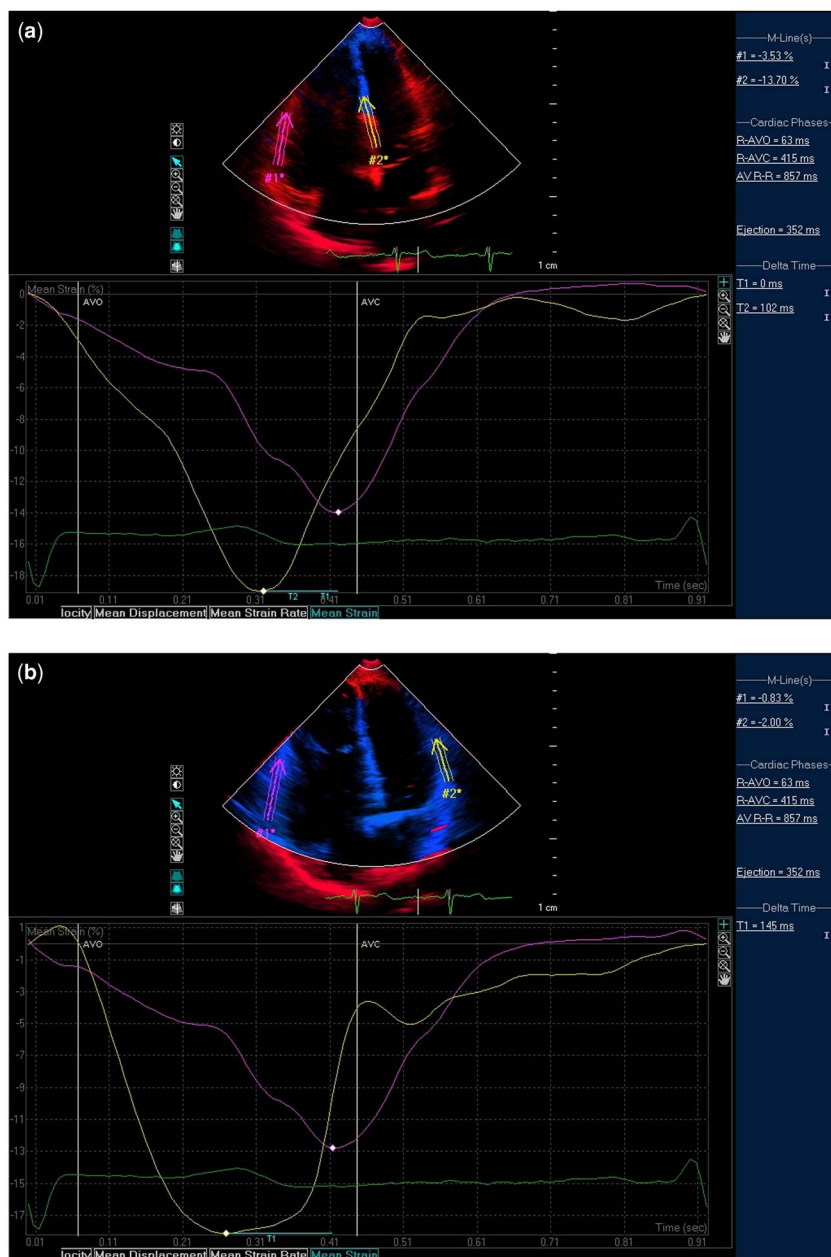 (a)
M-Line(s)
#1 = -3.53 %
#2 = -13.70 %
Cardiac Phases
R-AVO = 63 ms
R-AVC = 415 ms
AV R-R = 857 ms
Ejection = 352 ms
Delta Time
T1 = 0 ms
T2 = 102 ms
#1*
#2*
1 cm
Mean Strain (%)
AVO
AVC
0
-2
-4
-6
-8
-10
-12
-14
-16
-18
T2
T1
Time (sec)
0.01 0.11 0.21 0.31 0.41 0.51 0.61 0.71 0.81 0.91
locity Mean Displacement Mean Strain Rate Mean Strain
(b)
M-Line(s)
#1 = -0.83 %
#2 = -2.00 %
Cardiac Phases
R-AVO = 63 ms
R-AVC = 415 ms
AV R-R = 857 ms
Ejection = 352 ms
Delta Time
T1 = 145 ms
#1*
#2*
1 cm
Mean Strain (%)
AVO
AVC
1
-1
-3
-5
-7
-9
-11
-13
-15
-17
T1
Time (sec)
0.01 0.11 0.21 0.31 0.41 0.51 0.61 0.71 0.81 0.91
locity Mean Displacement Mean Strain Rate Mean Strain